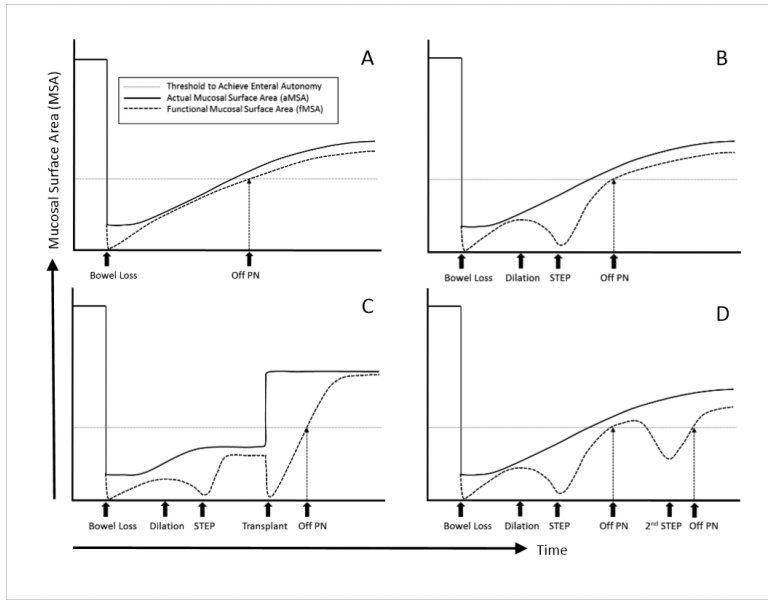 A
Threshold to Achieve Enteral Autonomy
Actual Mucosal Surface Area (aMSA)
Functional Mucosal Surface Area (fMSA)
Bowel Loss Off PN
B
Bowel Loss Dilation STEP Off PN
Mucosal Surface Area (MSA)
C
Bowel Loss Dilation STEP Transplant Off PN
D
Bowel Loss Dilation STEP Off PN 2nd STEP Off PN
Time